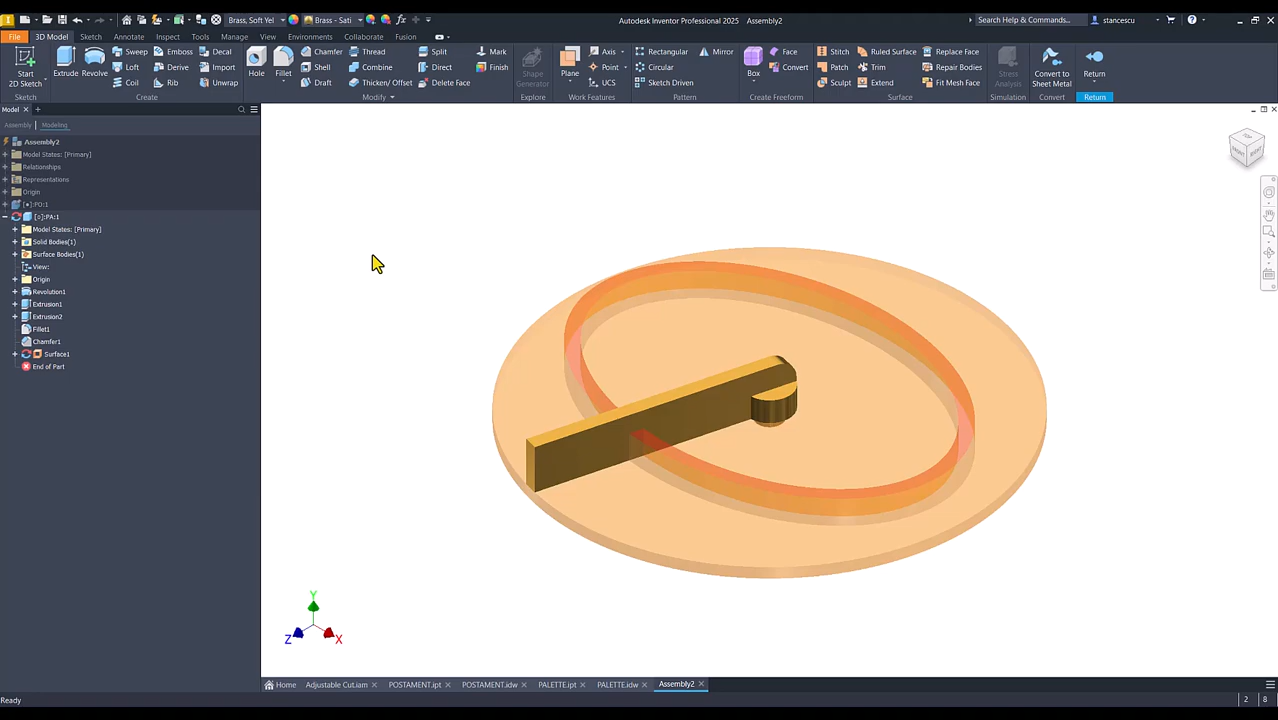 Brass, Soft Yel
Brass - Sati
Autodesk Inventor Professional 2025 Assembly2
Search Help & Commands...
stancescu
File 3D Model Sketch Annotate Inspect Tools Manage View Environments Collaborate Fusion
Start
2D Sketch
Extrude
Revolve
Sweep
Emboss
Decal
Loft
Derive
Import
Coil
Rib
Unwrap
Hole
Fillet
Chamfer
Thread
Split
Mark
Shell
Combine
Direct
Finish
Draft
Thicken/ Offset
Delete Face
Shape
Generator
Plane
Axis
Point
UCS
Rectangular
Mirror
Circular
Sketch Driven
Box
Face
Convert
Stitch
Ruled Surface
Replace Face
Patch
Trim
Repair Bodies
Sculpt
Extend
Fit Mesh Face
Stress
Analysis
Convert to
Sheet Metal
Return
Sketch Create Modify Explore Work Features Pattern Create Freeform Surface Simulation Convert Return
Model
Assembly Modeling
Assembly2
Model States: [Primary]
Relationships
Representations
Origin
PO:1
PA:1
Model States: [Primary]
Solid Bodies(1)
Surface Bodies(1)
View:
Origin
Revolution1
Extrusion1
Extrusion2
Fillet1
Chamfer1
Surface1
End of Part
TOP
FRONT
RIGHT
Y
Z
X
Home Adjustable Cut.iam POSTAMENT.ipt POSTAMENT.idw PALETTE.ipt PALETTE.idw Assembly2
Ready
2 8